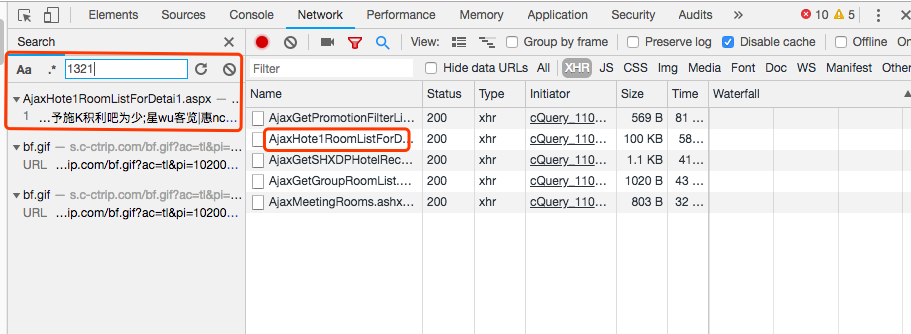 Elements Sources Console Network Performance Memory Application Security Audits » 10 5
Search
View: Group by frame Preserve log Disable cache Offline On
Aa .* 1321
Filter Hide data URLs All XHR JS CSS Img Media Font Doc WS Manifest Other
Name Status Type Initiator Size Time Waterfall
AjaxHote1RoomListForDetai1.aspx — ...
1 ...予施K积利吧为少;星wu客览|惠nc...
bf.gif — s.c-ctrip.com/bf.gif?ac=tl&pi=...
URL ...ip.com/bf.gif?ac=tl&pi=10200...
bf.gif — s.c-ctrip.com/bf.gif?ac=tl&pi=...
URL ...ip.com/bf.gif?ac=tl&pi=10200...
AjaxGetPromotionFilterLi... 200 xhr cQuery_110... 569 B 81 ...
AjaxHote1RoomListForD... 200 xhr cQuery_110... 100 KB 58...
AjaxGetSHXDPHotelRec... 200 xhr cQuery_110... 1.1 KB 41...
AjaxGetGroupRoomList.... 200 xhr cQuery_110... 1020 B 43 ...
AjaxMeetingRooms.ashx... 200 xhr cQuery_110... 803 B 32 ...